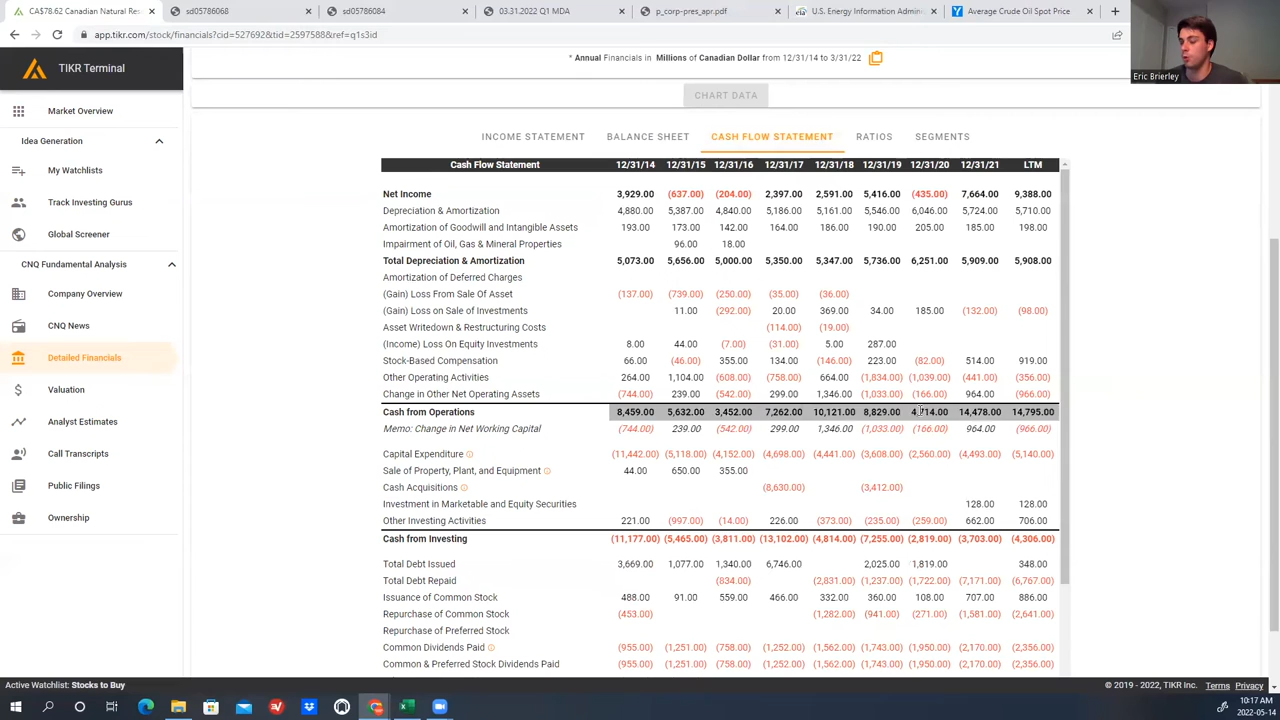 CA$78.62 Canadian Natural Res
sd05786068
sd05786084
03.31.2022 Q1 MDA
p_corp-pres_apr.pdf
eia
U.S. Energy Information Admin
Average Crude Oil Spot Price
app.tikr.com/stock/financials?cid=527692&tid=2597588&ref=q1s3id
Eric Brierley
TIKR Terminal
* Annual Financials in Millions of Canadian Dollar from 12/31/14 to 3/31/22
CHART DATA
Market Overview
Idea Generation
My Watchlists
Track Investing Gurus
Global Screener
CNQ Fundamental Analysis
Company Overview
CNQ News
Detailed Financials
Valuation
Analyst Estimates
Call Transcripts
Public Filings
Ownership
INCOME STATEMENT BALANCE SHEET CASH FLOW STATEMENT RATIOS SEGMENTS
Cash Flow Statement 12/31/14 12/31/15 12/31/16 12/31/17 12/31/18 12/31/19 12/31/20 12/31/21 LTM
Net Income 3,929.00 (637.00) (204.00) 2,397.00 2,591.00 5,416.00 (435.00) 7,664.00 9,388.00
Depreciation & Amortization 4,880.00 5,387.00 4,840.00 5,186.00 5,161.00 5,546.00 6,046.00 5,724.00 5,710.00
Amortization of Goodwill and Intangible Assets 193.00 173.00 142.00 164.00 186.00 190.00 205.00 185.00 198.00
Impairment of Oil, Gas & Mineral Properties 96.00 18.00
Total Depreciation & Amortization 5,073.00 5,656.00 5,000.00 5,350.00 5,347.00 5,736.00 6,251.00 5,909.00 5,908.00
Amortization of Deferred Charges
(Gain) Loss From Sale Of Asset (137.00) (739.00) (250.00) (35.00) (36.00)
(Gain) Loss on Sale of Investments 11.00 (292.00) 20.00 369.00 34.00 185.00 (132.00) (98.00)
Asset Writedown & Restructuring Costs (114.00) (19.00)
(Income) Loss On Equity Investments 8.00 44.00 (7.00) (31.00) 5.00 287.00
Stock-Based Compensation 66.00 (46.00) 355.00 134.00 (146.00) 223.00 (82.00) 514.00 919.00
Other Operating Activities 264.00 1,104.00 (608.00) (758.00) 664.00 (1,834.00) (1,039.00) (441.00) (356.00)
Change in Other Net Operating Assets (744.00) 239.00 (542.00) 299.00 1,346.00 (1,033.00) (166.00) 964.00 (966.00)
Cash from Operations 8,459.00 5,632.00 3,452.00 7,262.00 10,121.00 8,829.00 14,478.00 14,795.00
Memo: Change in Net Working Capital (744.00) 239.00 (542.00) 299.00 1,346.00 (1,033.00) (166.00) 964.00 (966.00)
Capital Expenditure (11,442.00) (5,118.00) (4,152.00) (4,698.00) (4,441.00) (3,608.00) (2,560.00) (4,493.00) (5,140.00)
Sale of Property, Plant, and Equipment 44.00 650.00 355.00
Cash Acquisitions (8,630.00) (3,412.00)
Investment in Marketable and Equity Securities 128.00 128.00
Other Investing Activities 221.00 (997.00) (14.00) 226.00 (373.00) (235.00) (259.00) 662.00 706.00
Cash from Investing (11,177.00) (5,465.00) (3,811.00) (13,102.00) (4,814.00) (7,255.00) (2,819.00) (3,703.00) (4,306.00)
Total Debt Issued 3,669.00 1,077.00 1,340.00 6,746.00 2,025.00 1,819.00 348.00
Total Debt Repaid (834.00) (2,831.00) (1,237.00) (1,722.00) (7,171.00) (6,767.00)
Issuance of Common Stock 488.00 91.00 559.00 466.00 332.00 360.00 108.00 707.00 886.00
Repurchase of Common Stock (453.00) (1,282.00) (941.00) (271.00) (1,581.00) (2,641.00)
Repurchase of Preferred Stock
Common Dividends Paid (955.00) (1,251.00) (758.00) (1,252.00) (1,562.00) (1,743.00) (1,950.00) (2,170.00) (2,356.00)
Common & Preferred Stock Dividends Paid (955.00) (1,251.00) (758.00) (1,252.00) (1,562.00) (1,743.00) (1,950.00) (2,170.00) (2,356.00)
Active Watchlist: Stocks to Buy
© 2019 - 2022, TIKR Inc. Terms Privacy
10:17 AM
2022-05-14